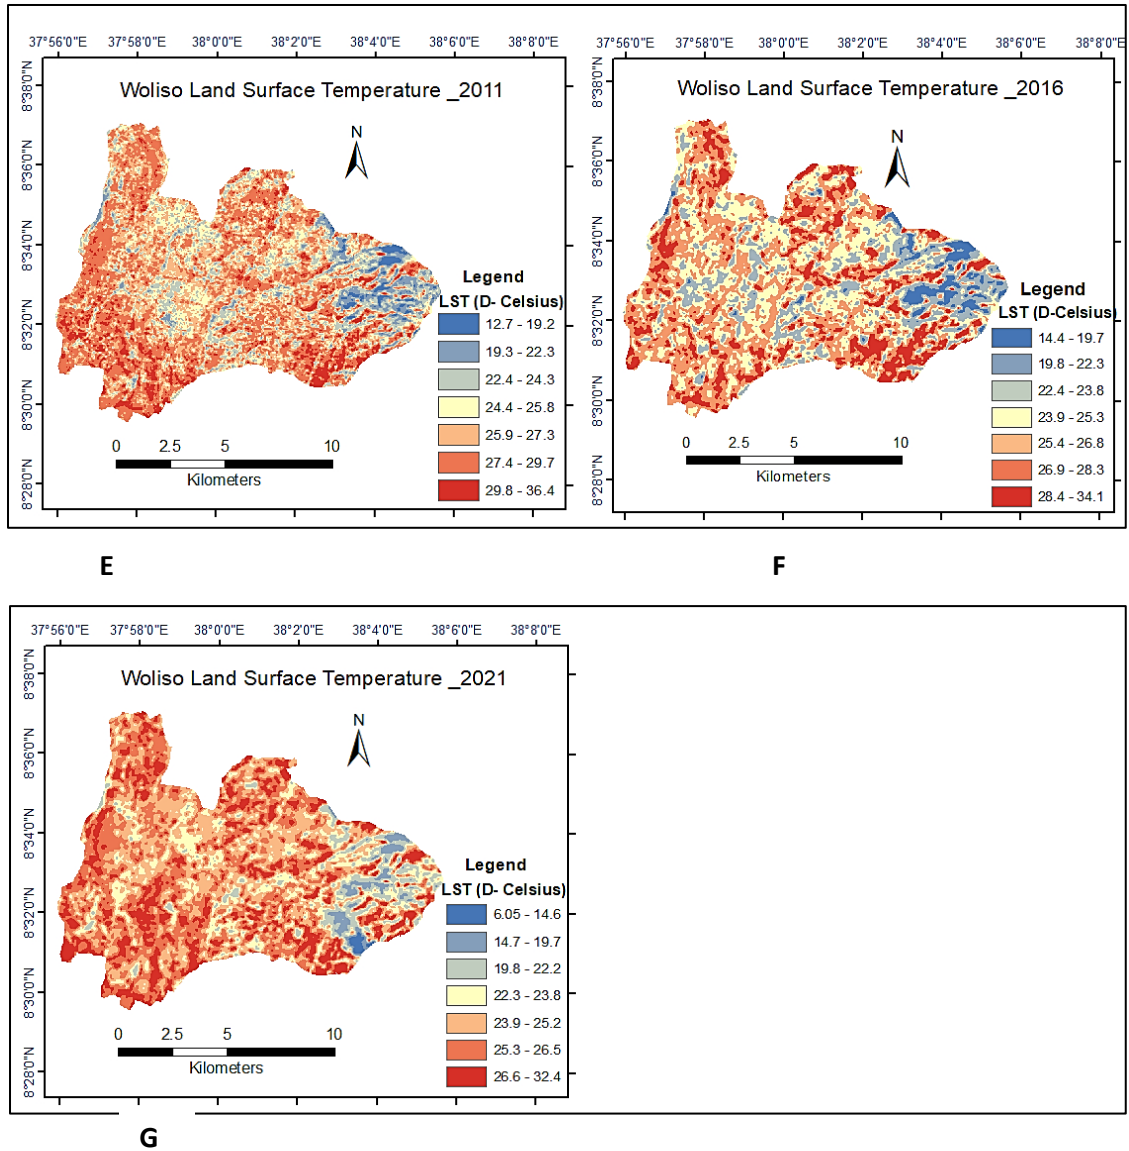 37°56'0"E 37°58'0"E 38°0'0"E 38°2'0"E 38°4'0"E 38°6'0"E 38°8'0"E
Woliso Land Surface Temperature _2011
N
8°38'0"N
8°36'0"N
8°34'0"N
8°32'0"N
8°30'0"N
8°28'0"N
Legend
LST (D- Celsius)
12.7 - 19.2
19.3 - 22.3
22.4 - 24.3
24.4 - 25.8
25.9 - 27.3
27.4 - 29.7
29.8 - 36.4
0 2.5 5 10
Kilometers
E
37°56'0"E 37°58'0"E 38°0'0"E 38°2'0"E 38°4'0"E 38°6'0"E 38°8'0"E
Woliso Land Surface Temperature _2016
N
8°38'0"N
8°36'0"N
8°34'0"N
8°32'0"N
8°30'0"N
8°28'0"N
Legend
LST (D-Celsius)
14.4 - 19.7
19.8 - 22.3
22.4 - 23.8
23.9 - 25.3
25.4 - 26.8
26.9 - 28.3
28.4 - 34.1
0 2.5 5 10
Kilometers
F
37°56'0"E 37°58'0"E 38°0'0"E 38°2'0"E 38°4'0"E 38°6'0"E 38°8'0"E
Woliso Land Surface Temperature _2021
N
8°38'0"N
8°36'0"N
8°34'0"N
8°32'0"N
8°30'0"N
8°28'0"N
Legend
LST (D- Celsius)
6.05 - 14.6
14.7 - 19.7
19.8 - 22.2
22.3 - 23.8
23.9 - 25.2
25.3 - 26.5
26.6 - 32.4
0 2.5 5 10
Kilometers
G